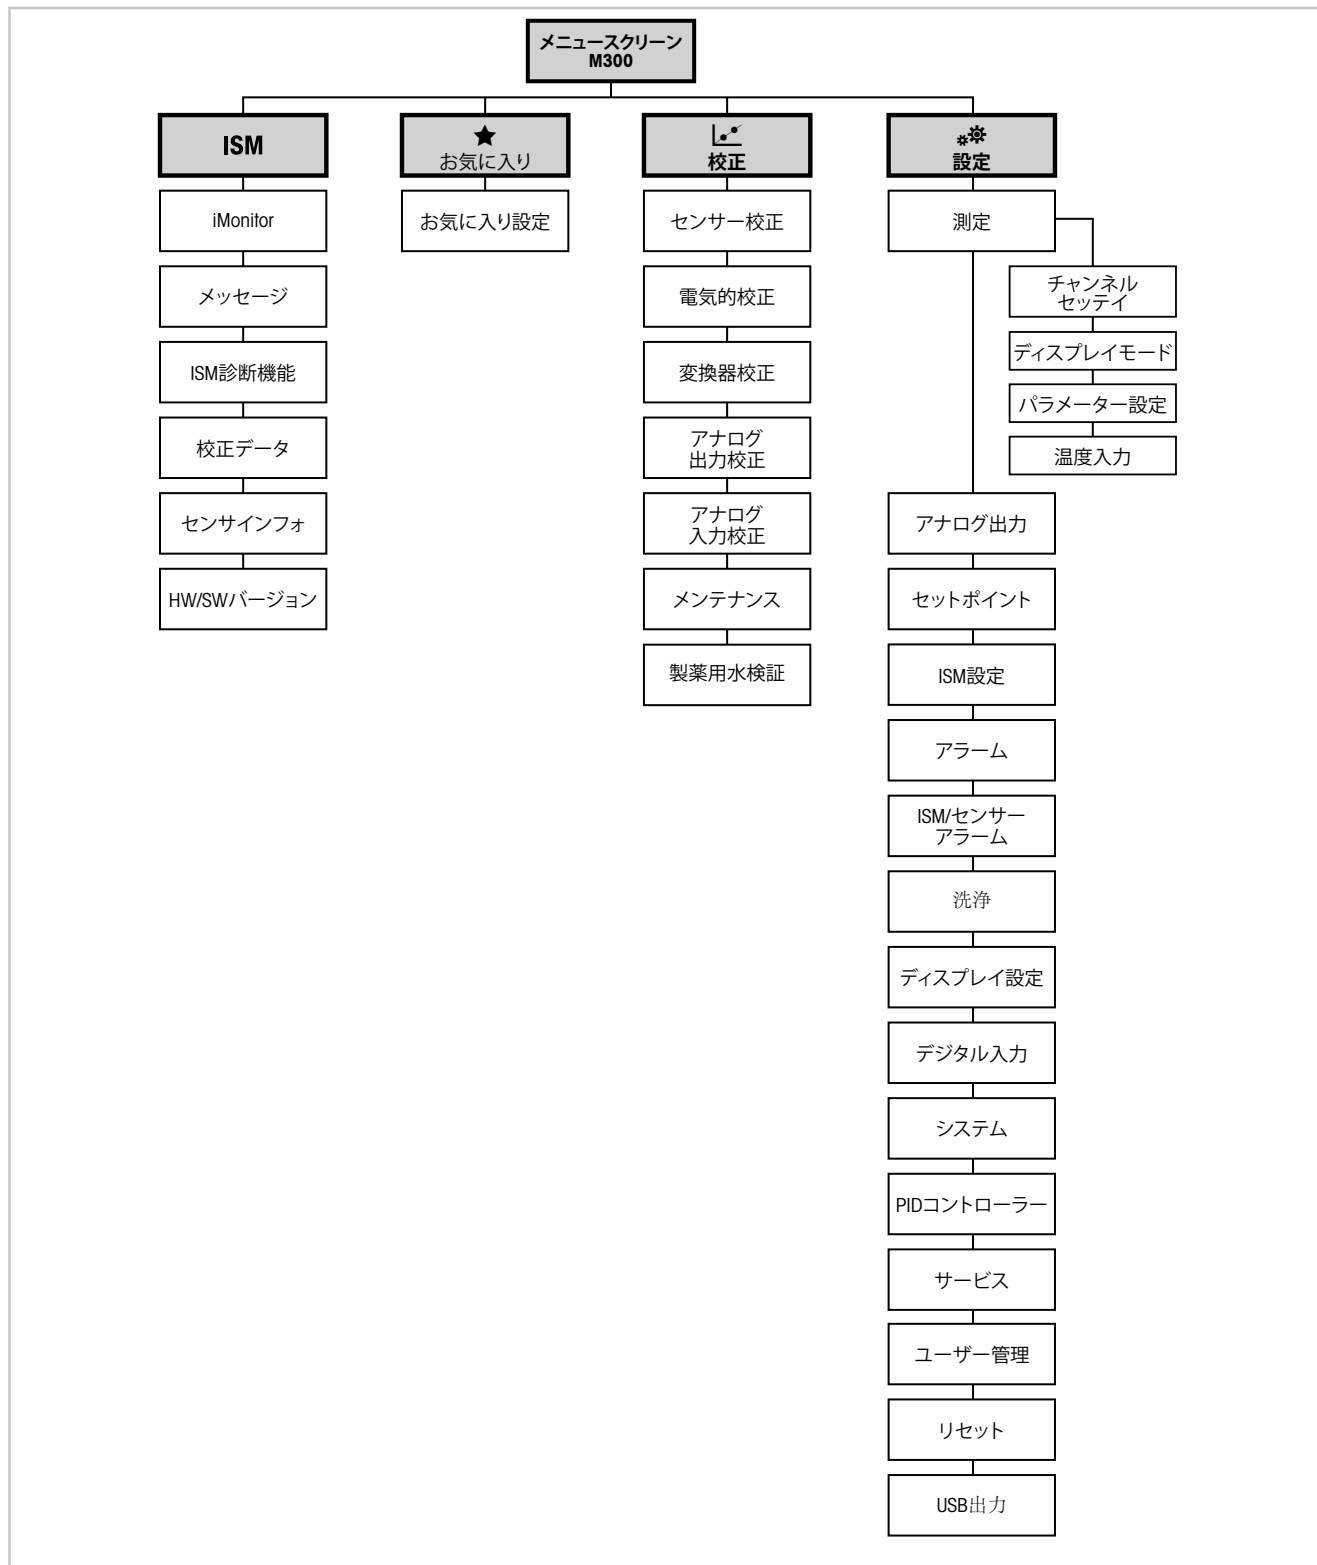 メニュースクリーン
M300
ISM
お気に入り
校正
設定
iMonitor
メッセージ
ISM診断機能
校正データ
センサインフォ
HW/SWバージョン
お気に入り設定
センサー校正
電気的校正
変換器校正
アナログ
出力校正
アナログ
入力校正
メンテナンス
製薬用水検証
測定
チャンネル
セッテイ
ディスプレイモード
パラメーター設定
温度入力
アナログ出力
セットポイント
ISM設定
アラーム
ISM/センサー
アラーム
洗浄
ディスプレイ設定
デジタル入力
システム
PIDコントローラー
サービス
ユーザー管理
リセット
USB出力